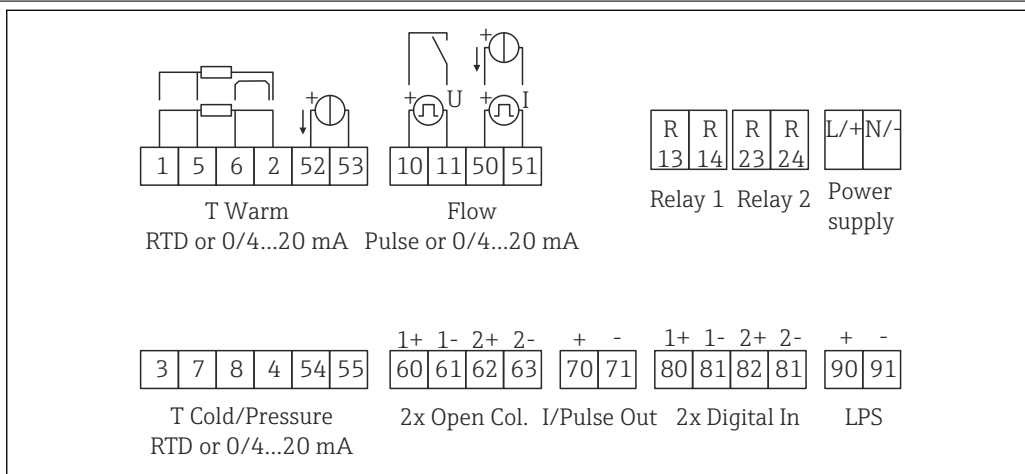 + U + I
+
+
1 5 6 2 52 53
10 11 50 51
R R R R
13 14 23 24
L/+ N/-
T Warm
RTD or 0/4...20 mA
Flow
Pulse or 0/4...20 mA
Relay 1 Relay 2
Power
supply
1+ 1- 2+ 2-
+ -
1+ 1- 2+ 2-
+ -
3 7 8 4 54 55
60 61 62 63
70 71
80 81 82 81
90 91
T Cold/Pressure
RTD or 0/4...20 mA
2x Open Col.
I/Pulse Out
2x Digital In
LPS